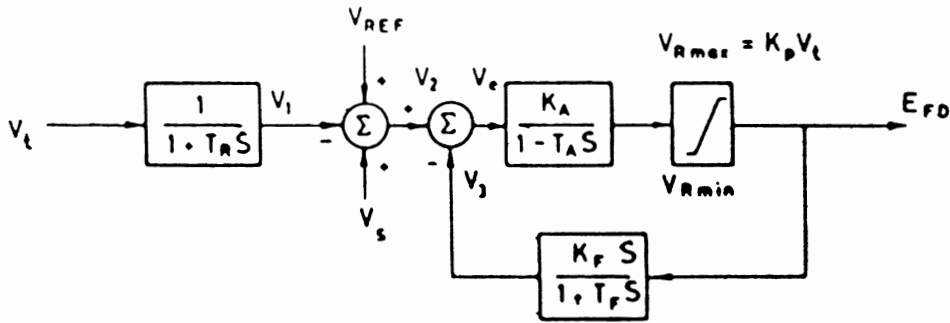 V_REF
V_Rmax = K_P V_t
V_t
1
1 + T_R S
V_1
-
+
Σ
+
V_s
V_2
+
Σ
-
V_e
K_A
1 - T_A S
V_Rmin
E_FD
V_3
K_F S
1 + T_F S